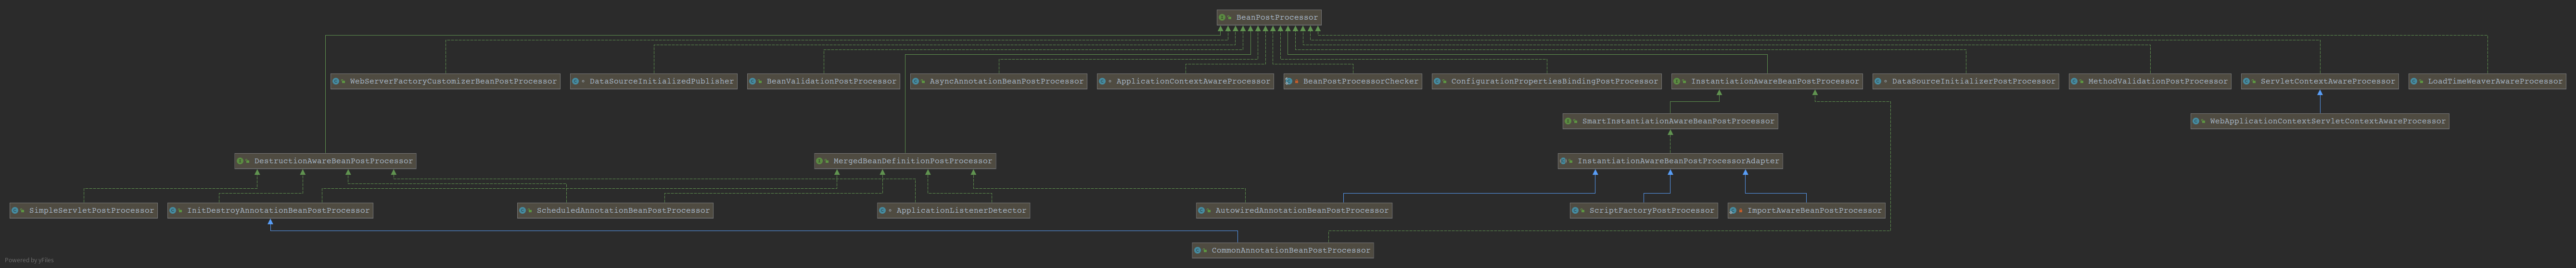 BeanPostProcessor
WebServerFactoryCustomizerBeanPostProcessor
DataSourceInitializedPublisher
BeanValidationPostProcessor
AsyncAnnotationBeanPostProcessor
ApplicationContextAwareProcessor
BeanPostProcessorChecker
ConfigurationPropertiesBindingPostProcessor
InstantiationAwareBeanPostProcessor
DataSourceInitializerPostProcessor
MethodValidationPostProcessor
ServletContextAwareProcessor
LoadTimeWeaverAwareProcessor
SmartInstantiationAwareBeanPostProcessor
WebApplicationContextServletContextAwareProcessor
DestructionAwareBeanPostProcessor
MergedBeanDefinitionPostProcessor
InstantiationAwareBeanPostProcessorAdapter
SimpleServletPostProcessor
InitDestroyAnnotationBeanPostProcessor
ScheduledAnnotationBeanPostProcessor
ApplicationListenerDetector
AutowiredAnnotationBeanPostProcessor
ScriptFactoryPostProcessor
ImportAwareBeanPostProcessor
CommonAnnotationBeanPostProcessor
Powered by yFiles